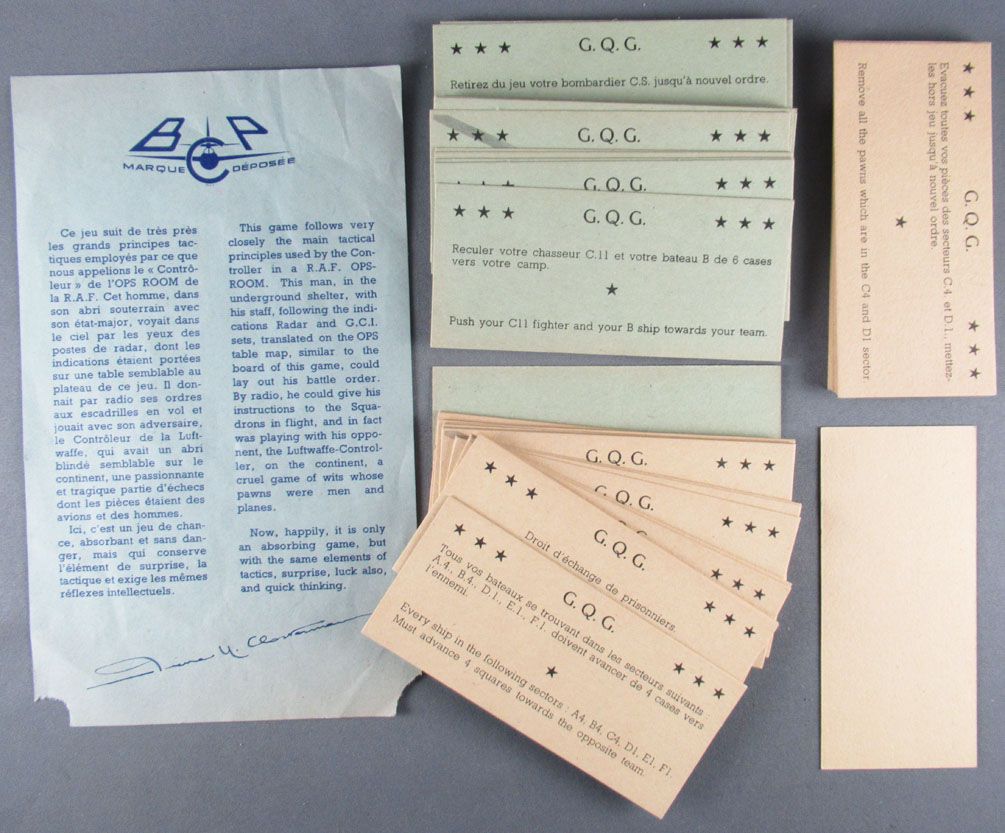 BCP
MARQUE DÉPOSÉE
Ce jeu suit de très près
les grands principes tac-
tiques employés par ce que
nous appelions le « Contrô-
leur » de l'OPS ROOM de
la R.A.F. Cet homme, dans
son abri souterrain avec
son état-major, voyait dans
le ciel par les yeux des
postes de radar, dont les
indications étaient portées
sur une table semblable au
plateau de ce jeu. Il don-
nait par radio ses ordres
aux escadrilles en vol et
jouait avec son adversaire,
le Contrôleur de la Luft-
waffe, qui avait un abri
blindé semblable sur le
continent, une passionnante
et tragique partie d'échecs
dont les pièces étaient des
avions et des hommes.
Ici, c'est un jeu de chan-
ce, absorbant et sans dan-
ger, mais qui conserve
l'élément de surprise, la
tactique et exige les mêmes
réflexes intellectuels.
This game follows very
closely the main tactical
principles used by the Con-
troller in a R.A.F. OPS-
ROOM. This man, in the
underground shelter, with
his staff, following the indi-
cations Radar and G.C.I.
sets, translated on the OPS
table map, similar to the
board of this game, could
lay out his battle order.
By radio, he could give his
instructions to the Squa-
drons in flight, and in fact
was playing with his oppo-
nent, the Luftwaffe-Control-
ler, on the continent, a
cruel game of wits whose
pawns were men and
planes.
Now, happily, it is only
an absorbing game, but
with the same elements of
tactics, surprise, luck also,
and quick thinking.
★ ★ ★ G. Q. G. ★ ★ ★
Retirez du jeu votre bombardier C.S. jusqu'à nouvel ordre.
★ ★ ★ G. Q. G. ★ ★ ★
★ ★ ★ G. Q. G. ★ ★ ★
★ ★ ★ G. Q. G. ★ ★ ★
Reculer votre chasseur C.11 et votre bateau B de 6 cases
vers votre camp.
★
Push your C11 fighter and your B ship towards your team.
G. Q. G. ★ ★ ★
G. Q. G. ★ ★ ★
★ ★ ★ G. Q. G. ★ ★ ★
Droit d'échange de prisonniers.
★ ★ ★
★ ★ ★ G. Q. G. ★ ★ ★
Tous vos bateaux se trouvant dans les secteurs suivants
A.4., B.4., D.1., E.1., F.1. doivent avancer de 4 cases vers
l'ennemi.
★
Every ship in the following sectors : A4, B4, C4, D1, E1, F1.
Must advance 4 squares towards the opposite team.
★ ★ ★ G. Q. G. ★ ★ ★
Evacuez toutes vos pièces des secteurs C.4 et D.1., mettez-
les hors jeu jusqu'à nouvel ordre.
★
Remove all the pawns which are in the C4 and D1 sector